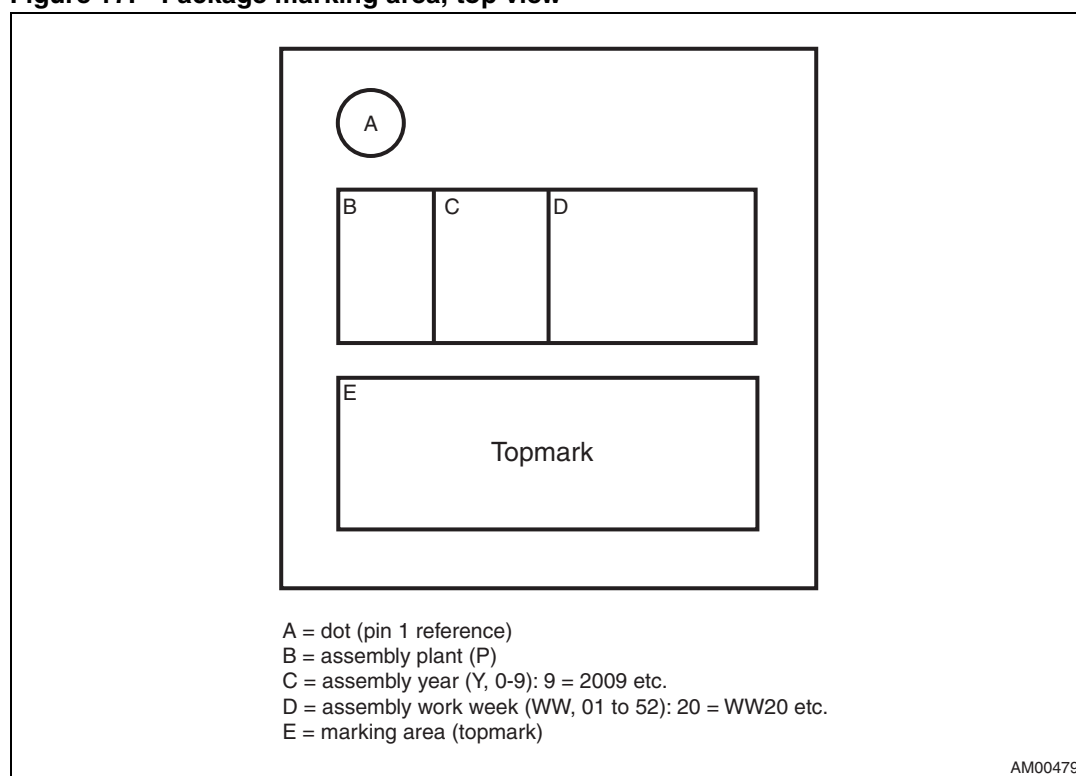 Figure 17. Package marking area, top view
A
B
C
D
E
Topmark
A = dot (pin 1 reference)
B = assembly plant (P)
C = assembly year (Y, 0-9): 9 = 2009 etc.
D = assembly work week (WW, 01 to 52): 20 = WW20 etc.
E = marking area (topmark)
AM00479